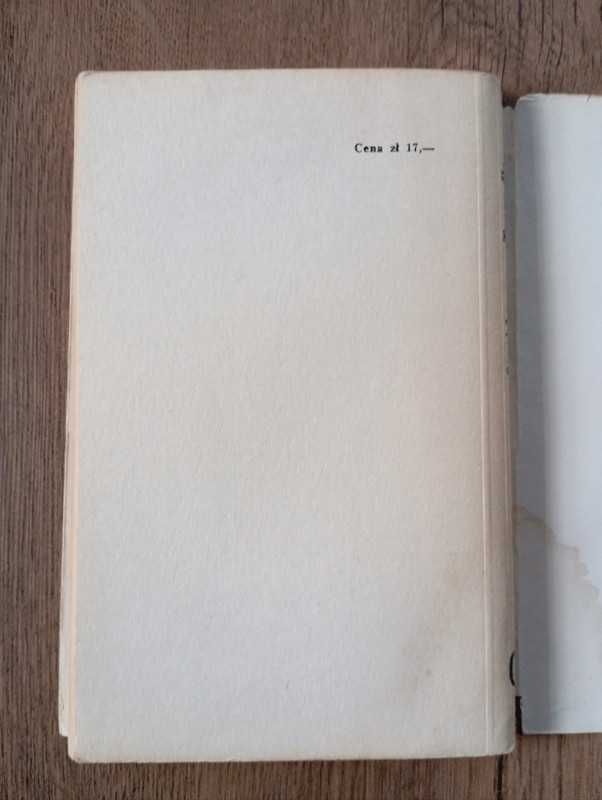 Cena zł 17,—